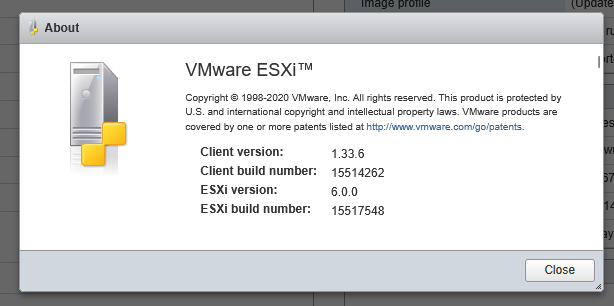 Image profile
(Update
About
VMware ESXi™
Copyright © 1998-2020 VMware, Inc. All rights reserved. This product is protected by
U.S. and international copyright and intellectual property laws. VMware products are
covered by one or more patents listed at http://www.vmware.com/go/patents.
Client version: 1.33.6
Client build number: 15514262
ESXi version: 6.0.0
ESXi build number: 15517548
Close